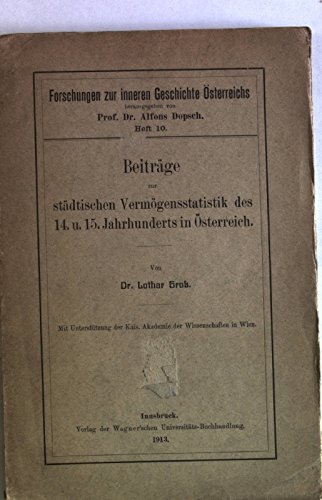 Forschungen zur inneren Geschichte Österreichs
herausgegeben von
Prof. Dr. Alfons Dopsch.
Heft 10.
Beiträge
zur
städtischen Vermögensstatistik des
14. u. 15. Jahrhunderts in Österreich.
Von
Dr. Lothar Groß.
Mit Unterstützung der Kais. Akademie der Wissenschaften in Wien.
Innsbruck.
Verlag der Wagner'schen Universitäts-Buchhandlung.
1913.